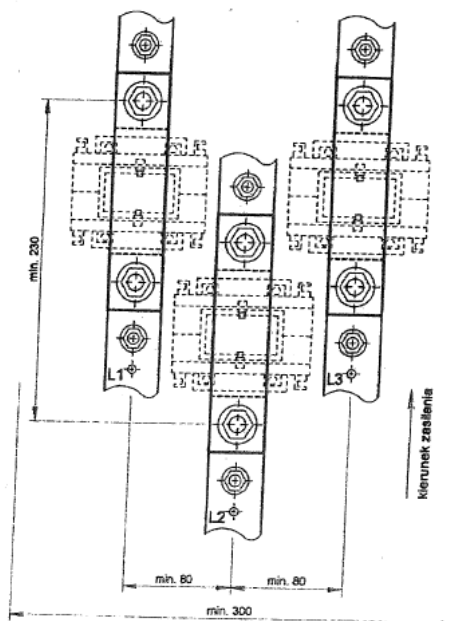 min. 230
L1
L3
L2
kierunek zasilenia
min. 80
min. 80
min. 300